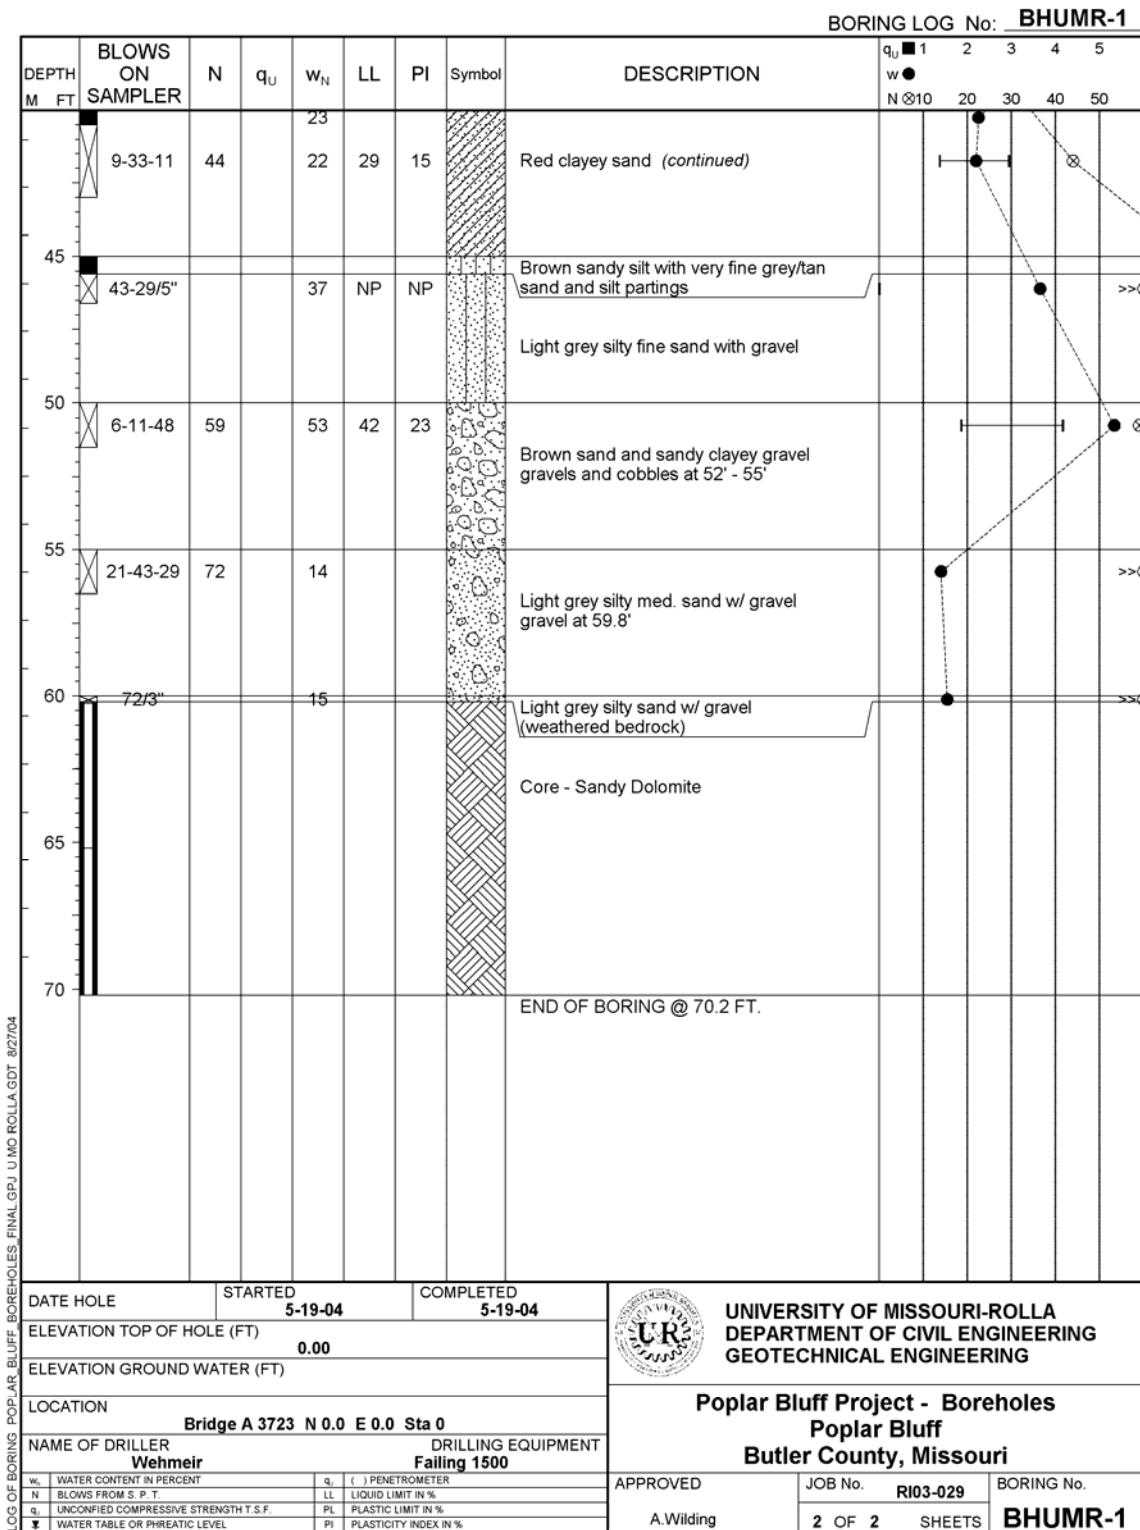 BORING LOG No: BHUMR-1
DEPTH M FT
BLOWS ON SAMPLER
N
qU
wN
LL
PI
Symbol
DESCRIPTION
qU ■ 1 2 3 4 5
w ●
N ⊗ 10 20 30 40 50
23
9-33-11 44 22 29 15 Red clayey sand (continued)
45
Brown sandy silt with very fine grey/tan
43-29/5" 37 NP NP sand and silt partings >>
Light grey silty fine sand with gravel
50
6-11-48 59 53 42 23
Brown sand and sandy clayey gravel
gravels and cobbles at 52' - 55'
55
21-43-29 72 14 >>
Light grey silty med. sand w/ gravel
gravel at 59.8'
60 72/3" 15 >>
Light grey silty sand w/ gravel
(weathered bedrock)
Core - Sandy Dolomite
65
70
END OF BORING @ 70.2 FT.
LOG OF BORING POPLAR_BLUFF_BOREHOLES_FINAL.GPJ U MO ROLLA.GDT 8/27/04
DATE HOLE
STARTED
5-19-04
COMPLETED
5-19-04
ELEVATION TOP OF HOLE (FT)
0.00
ELEVATION GROUND WATER (FT)
LOCATION
Bridge A 3723 N 0.0 E 0.0 Sta 0
NAME OF DRILLER
Wehmeir
DRILLING EQUIPMENT
Failing 1500
wN WATER CONTENT IN PERCENT
N BLOWS FROM S. P. T.
qU UNCONFIED COMPRESSIVE STRENGTH T.S.F.
WATER TABLE OR PHREATIC LEVEL
qU ( ) PENETROMETER
LL LIQUID LIMIT IN %
PL PLASTIC LIMIT IN %
PI PLASTICITY INDEX IN %
UR
UNIVERSITY OF MISSOURI-ROLLA
DEPARTMENT OF CIVIL ENGINEERING
GEOTECHNICAL ENGINEERING
Poplar Bluff Project - Boreholes
Poplar Bluff
Butler County, Missouri
APPROVED
A.Wilding
JOB No. RI03-029
2 OF 2 SHEETS
BORING No.
BHUMR-1